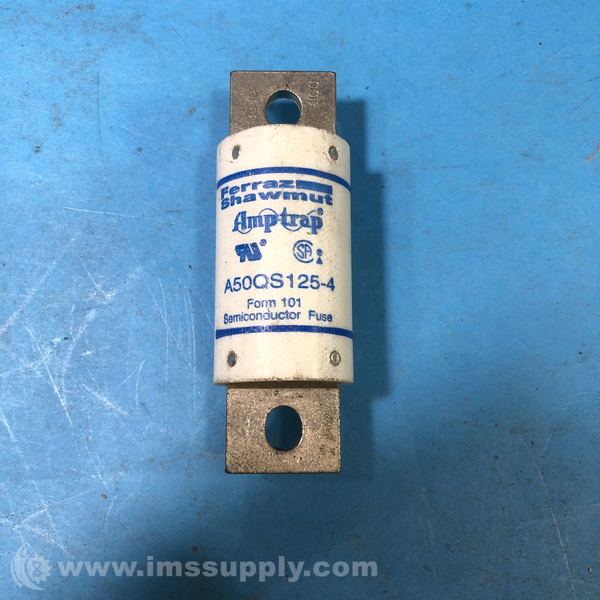 Ferraz
Shawmut
Amp-trap®
A50QS125-4
Form 101
Semiconductor Fuse
www.imssupply.com